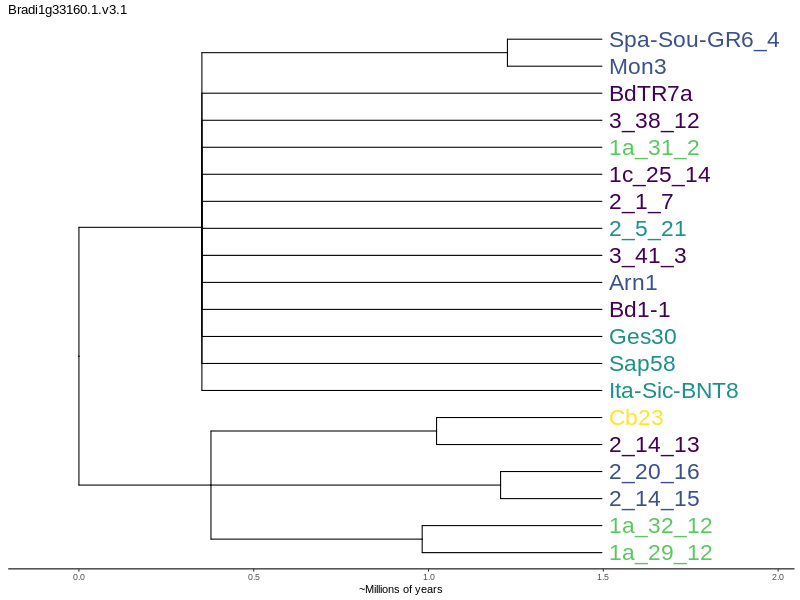 Bradi1g33160.1.v3.1
Spa-Sou-GR6_4
Mon3
BdTR7a
3_38_12
1a_31_2
1c_25_14
2_1_7
2_5_21
3_41_3
Arn1
Bd1-1
Ges30
Sap58
Ita-Sic-BNT8
Cb23
2_14_13
2_20_16
2_14_15
1a_32_12
1a_29_12
0.0 0.5 1.0 1.5 2.0
~Millions of years